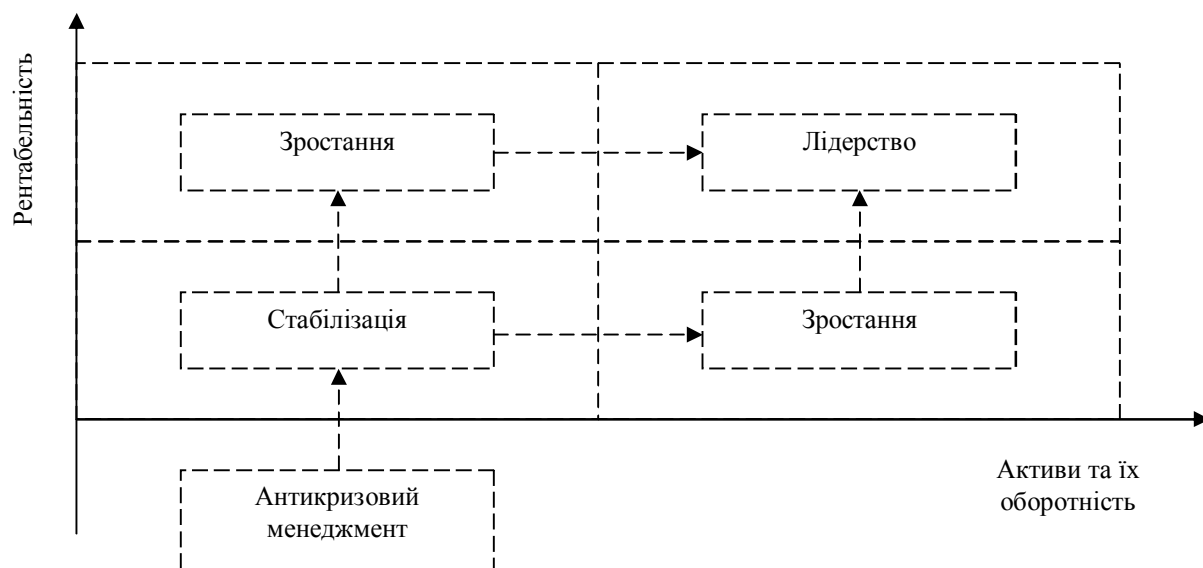 Рентабельність
Зростання
Лідерство
Стабілізація
Зростання
Антикризовий
менеджмент
Активи та їх
оборотність